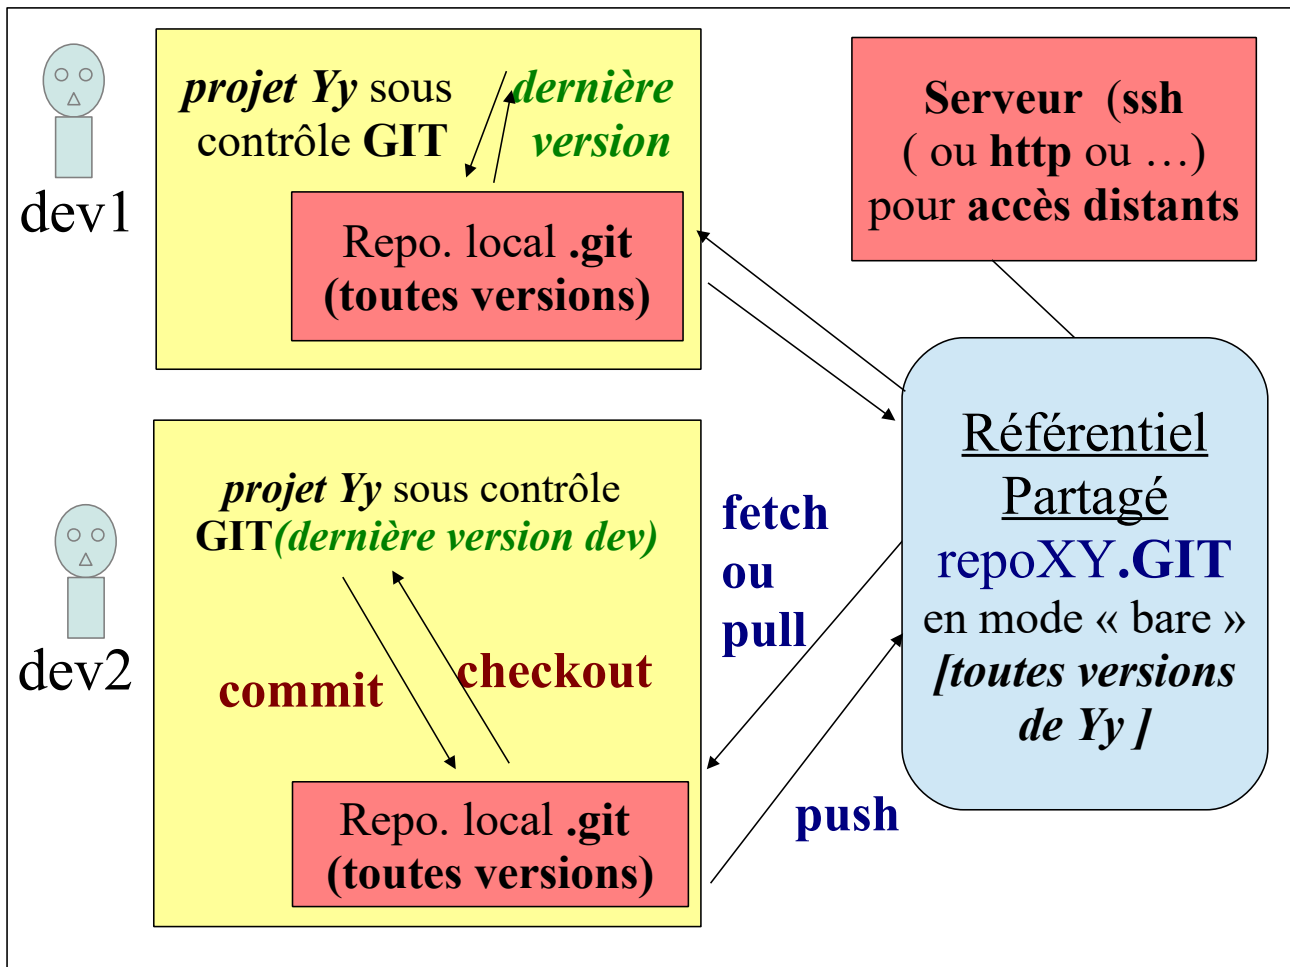 projet Yy sous
contrôle GIT
dernière
version
dev1
Repo. local .git
(toutes versions)
Serveur (ssh
( ou http ou …)
pour accès distants
projet Yy sous contrôle
GIT(dernière version dev)
dev2
commit
checkout
Repo. local .git
(toutes versions)
fetch
ou
pull
push
Référentiel
Partagé
repoXY.GIT
en mode « bare »
[toutes versions
de Yy ]